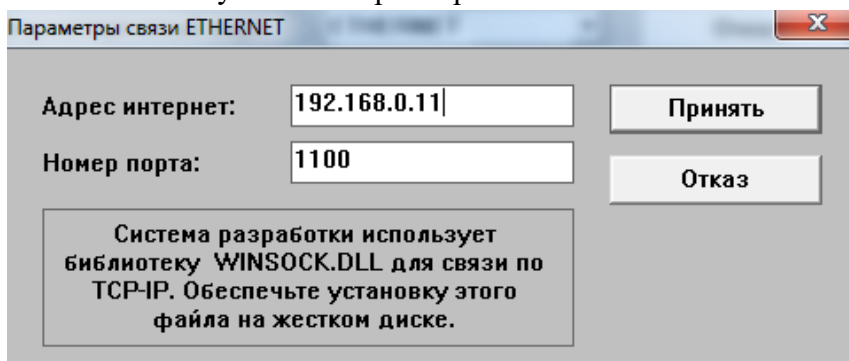 Параметры связи ETHERNET
Адрес интернет:
192.168.0.11
Принять
Номер порта:
1100
Отказ
Система разработки использует
библиотеку WINSOCK.DLL для связи по
TCP-IP. Обеспечьте установку этого
файла на жестком диске.